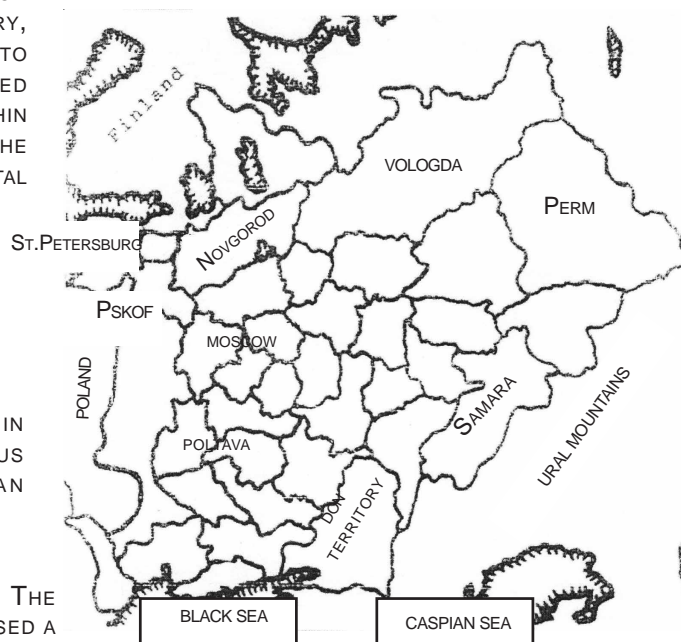 RY,
TO
ED
HIN
HE
TAL
Finland
VOLOGDA
PERM
ST.PETERSBURG
NOVGOROD
PSKOF
MOSCOW
POLAND
SAMARA
URAL MOUNTAINS
IN
US
AN
POLTAVA
DON
TERRITORY
THE
SED A
BLACK SEA
CASPIAN SEA